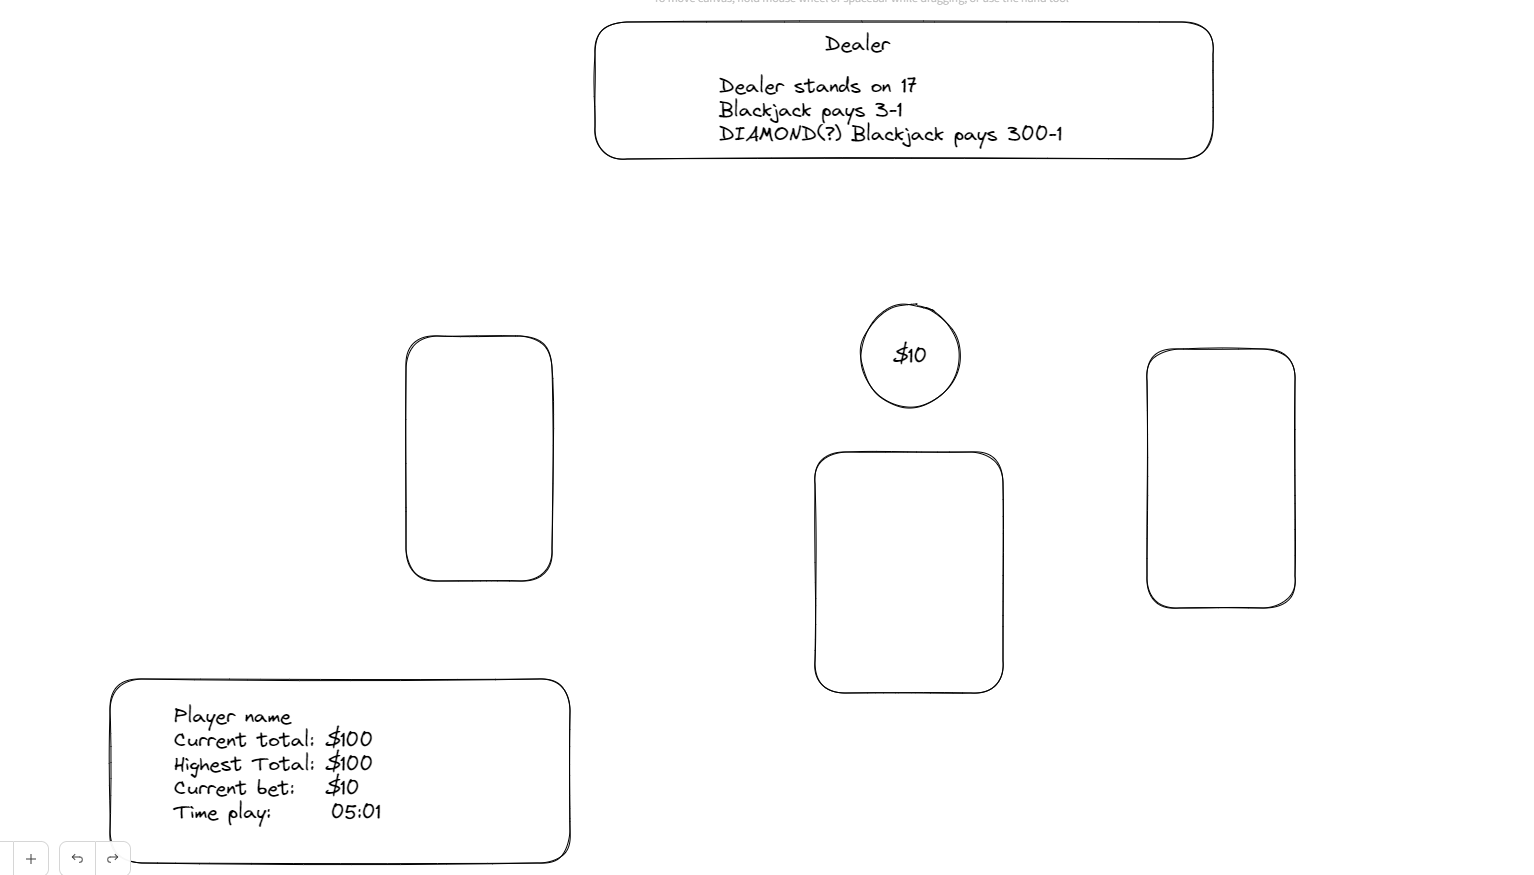 To move canvas, hold mouse wheel or spacebar while dragging, or use the hand tool
Dealer
Dealer stands on 17
Blackjack pays 3-1
DIAMOND(?) Blackjack pays 300-1
$10
Player name
Current total: $100
Highest Total: $100
Current bet: $10
Time play: 05:01